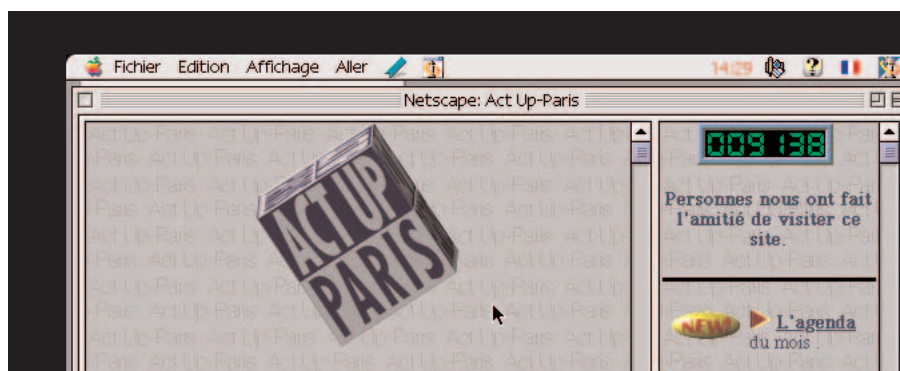 Fichier Edition Affichage Aller
14:29
Netscape: Act Up-Paris
ACT UP
PARIS
009138
Personnes nous ont fait
l'amitié de visiter ce
site.
NEW!
L'agenda
du mois .